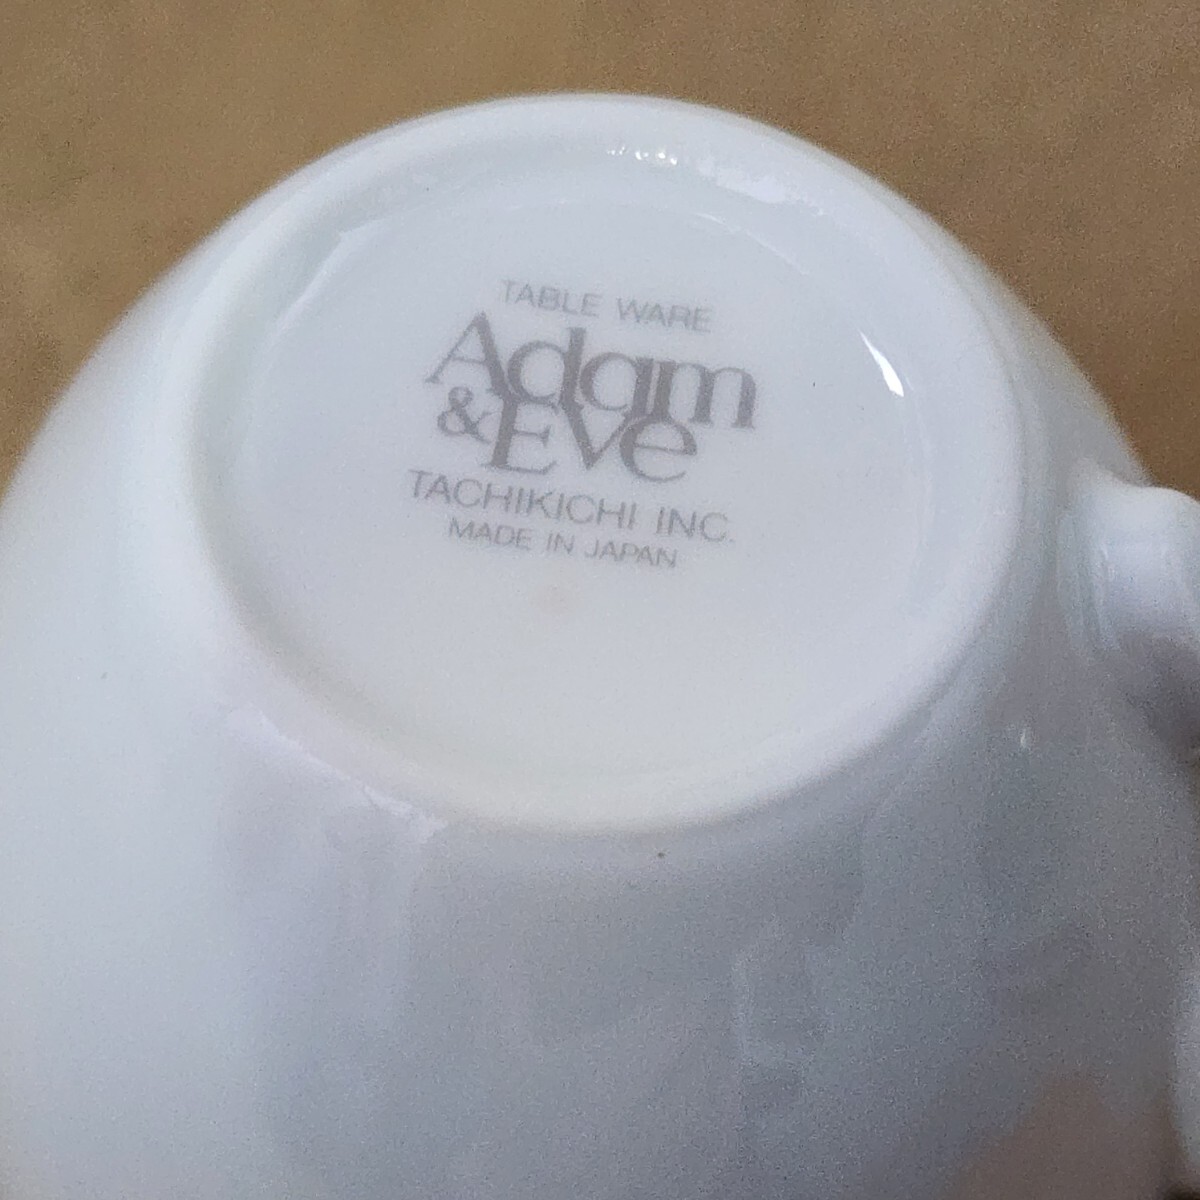 TABLE WARE
Adam
& Eve
TACHIKICHI INC.
MADE IN JAPAN